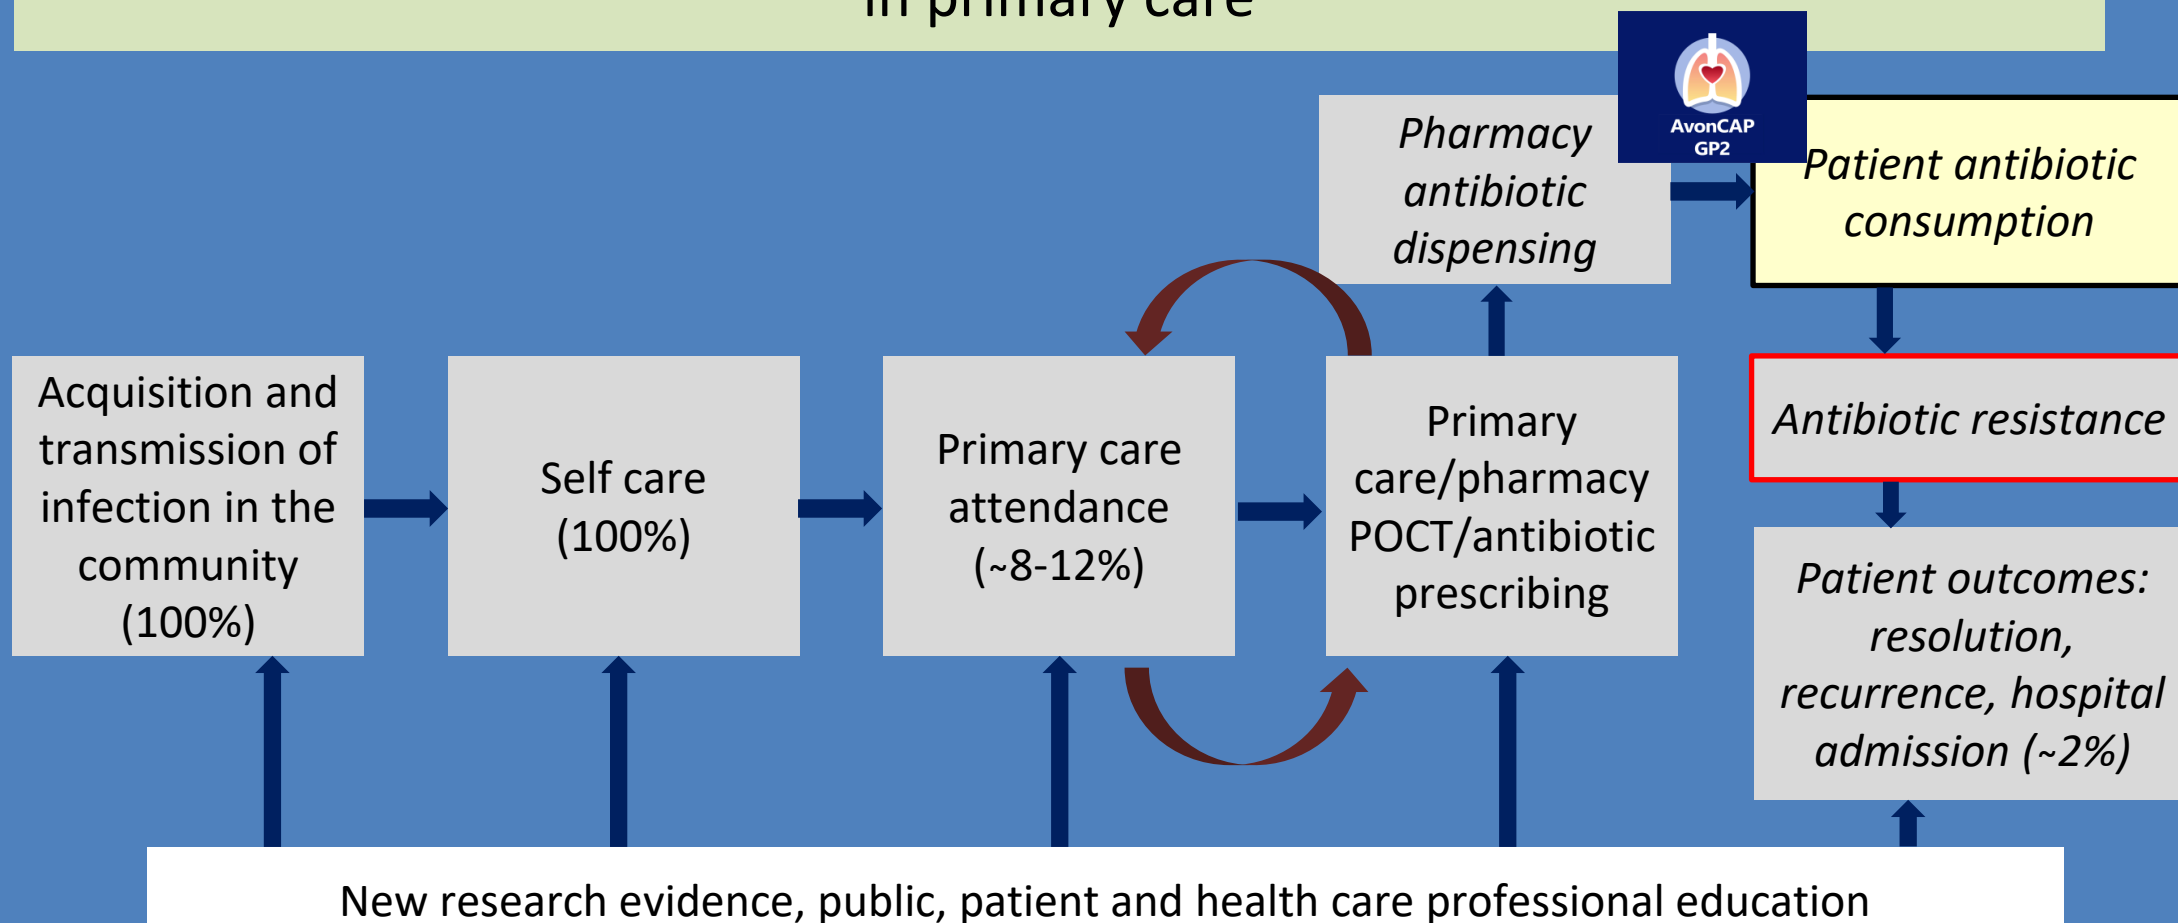 in primary care
AvonCAP
GP2
Pharmacy
antibiotic
dispensing
Patient antibiotic
consumption
Acquisition and
transmission of
infection in the
community
(100%)
Self care
(100%)
Primary care
attendance
(~8-12%)
Primary
care/pharmacy
POCT/antibiotic
prescribing
Antibiotic resistance
Patient outcomes:
resolution,
recurrence, hospital
admission (~2%)
New research evidence, public, patient and health care professional education